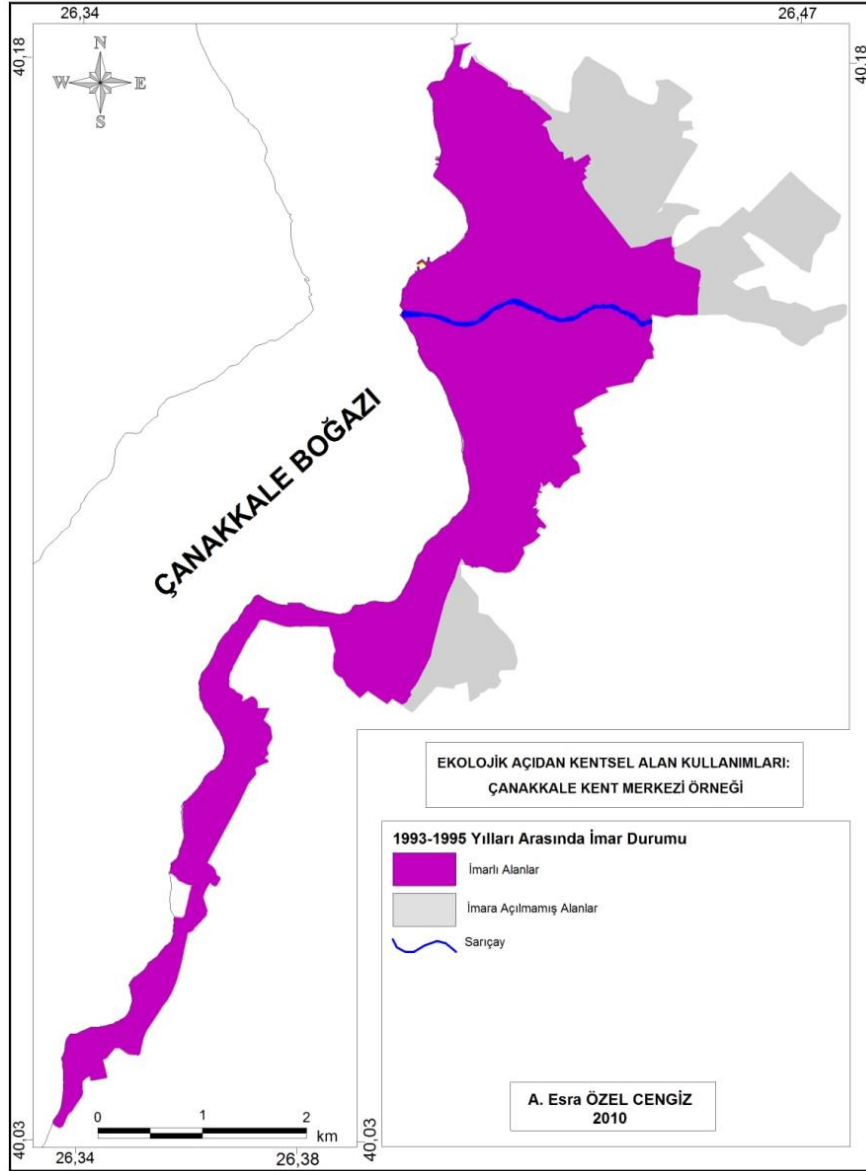 26,34
26,47
40,18
40,18
N
W
E
S
ÇANAKKALE BOĞAZI
EKOLOJİK AÇIDAN KENTSEL ALAN KULLANIMLARI:
ÇANAKKALE KENT MERKEZİ ÖRNEĞİ
1993-1995 Yılları Arasında İmar Durumu
İmarlı Alanlar
İmara Açılmamış Alanlar
Sarıçay
A. Esra ÖZEL CENGİZ
2010
0 1 2
km
40,03
40,03
26,34
26,38